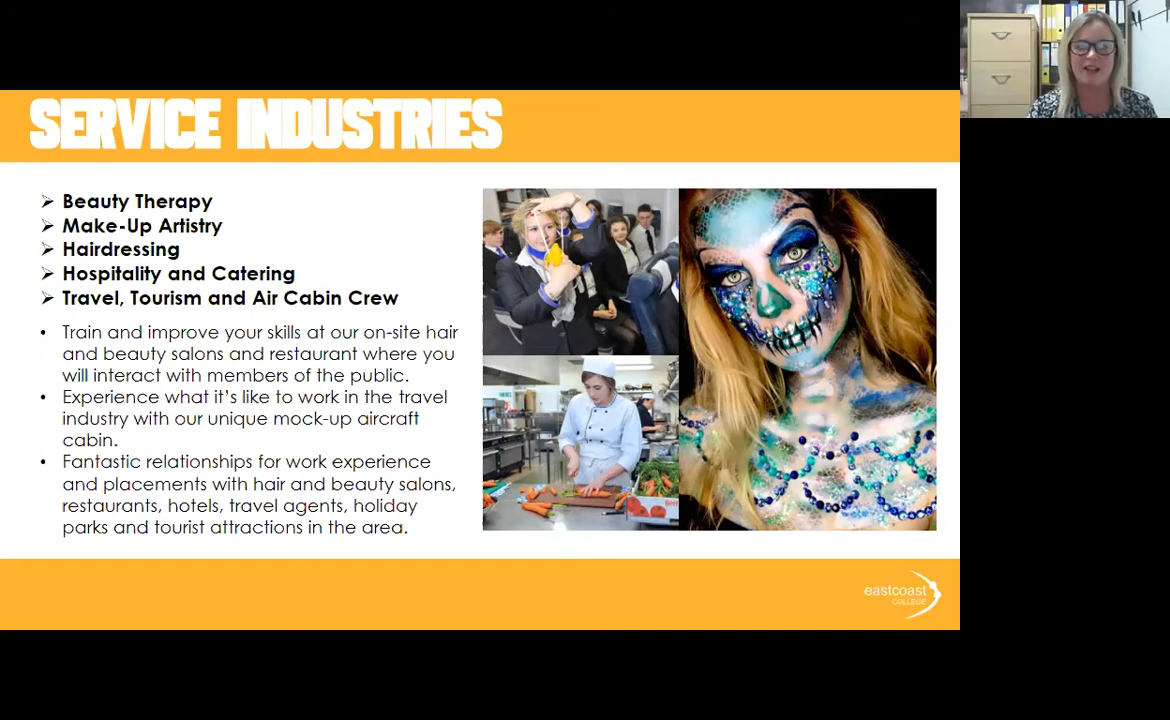 SERVICE INDUSTRIES
➢ Beauty Therapy
➢ Make-Up Artistry
➢ Hairdressing
➢ Hospitality and Catering
➢ Travel, Tourism and Air Cabin Crew
• Train and improve your skills at our on-site hair
and beauty salons and restaurant where you
will interact with members of the public.
• Experience what it's like to work in the travel
industry with our unique mock-up aircraft
cabin.
• Fantastic relationships for work experience
and placements with hair and beauty salons,
restaurants, hotels, travel agents, holiday
parks and tourist attractions in the area.
eastcoast
COLLEGE